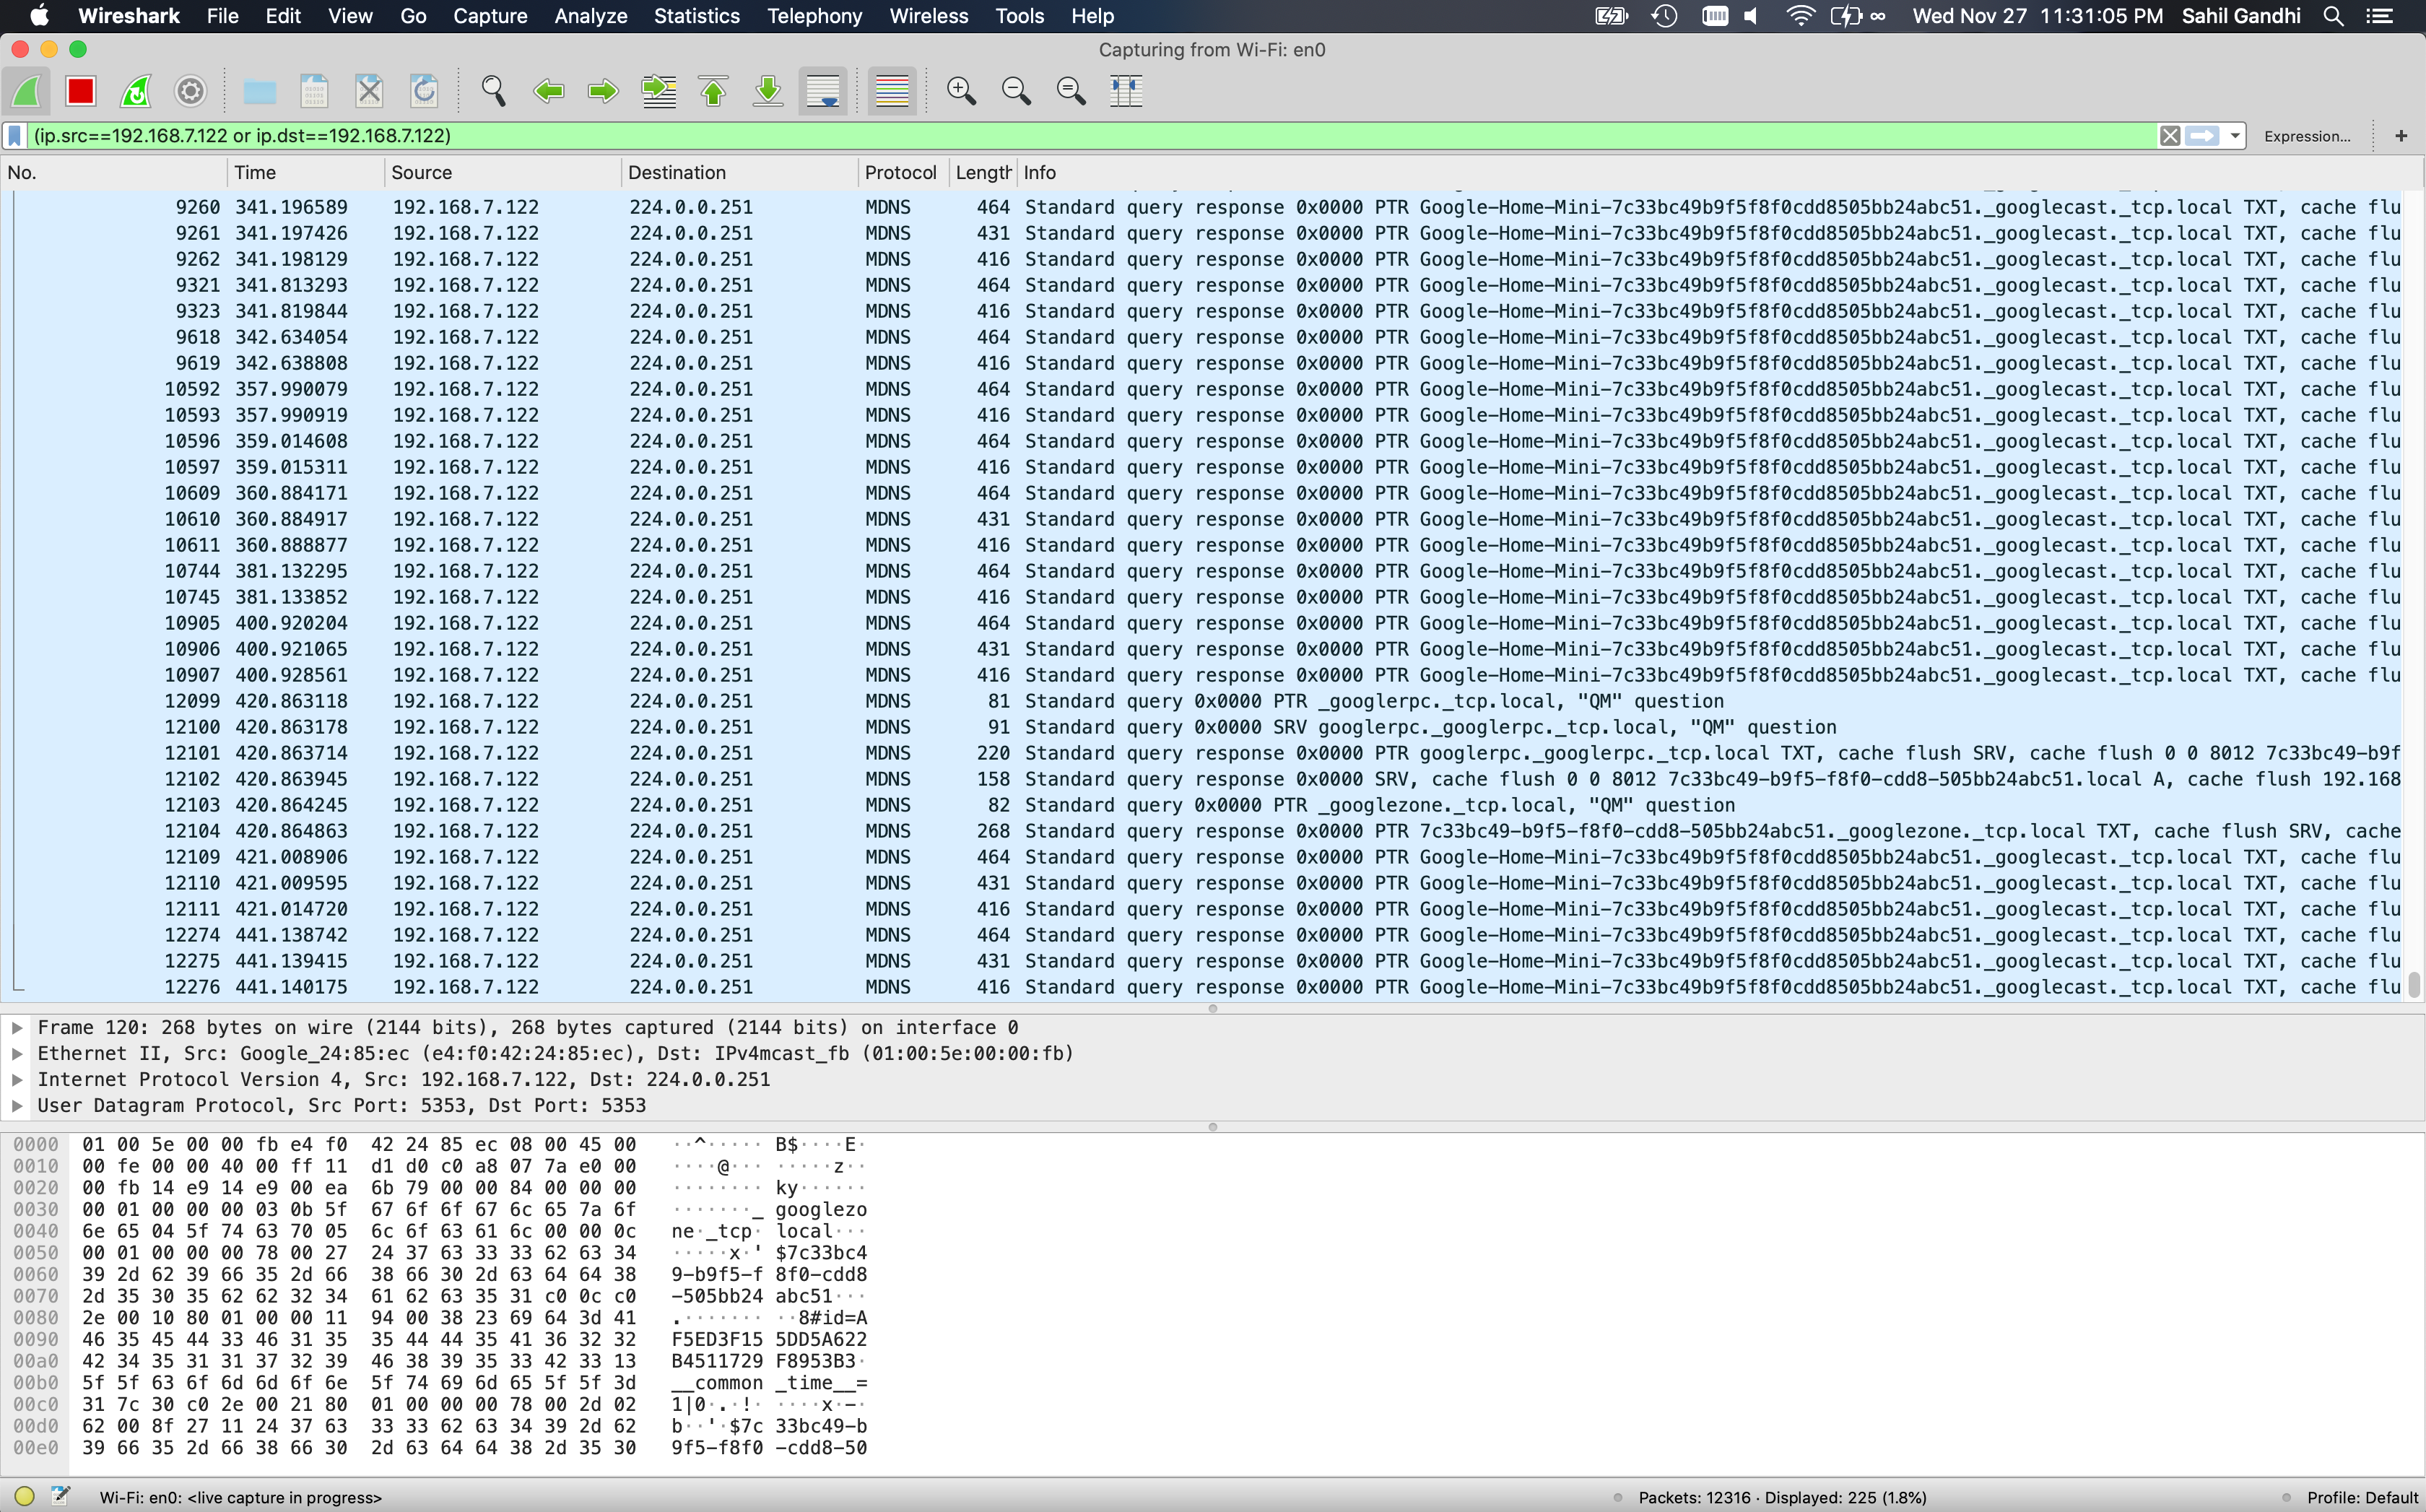 Wireshark File Edit View Go Capture Analyze Statistics Telephony Wireless Tools Help Wed Nov 27 11:31:05 PM Sahil Gandhi
Capturing from Wi-Fi: en0
(ip.src==192.168.7.122 or ip.dst==192.168.7.122) Expression... +
No. Time Source Destination Protocol Length Info
9260 341.196589 192.168.7.122 224.0.0.251 MDNS 464 Standard query response 0x0000 PTR Google-Home-Mini-7c33bc49b9f5f8f0cdd8505bb24abc51._googlecast._tcp.local TXT, cache flu
9261 341.197426 192.168.7.122 224.0.0.251 MDNS 431 Standard query response 0x0000 PTR Google-Home-Mini-7c33bc49b9f5f8f0cdd8505bb24abc51._googlecast._tcp.local TXT, cache flu
9262 341.198129 192.168.7.122 224.0.0.251 MDNS 416 Standard query response 0x0000 PTR Google-Home-Mini-7c33bc49b9f5f8f0cdd8505bb24abc51._googlecast._tcp.local TXT, cache flu
9321 341.813293 192.168.7.122 224.0.0.251 MDNS 464 Standard query response 0x0000 PTR Google-Home-Mini-7c33bc49b9f5f8f0cdd8505bb24abc51._googlecast._tcp.local TXT, cache flu
9323 341.819844 192.168.7.122 224.0.0.251 MDNS 416 Standard query response 0x0000 PTR Google-Home-Mini-7c33bc49b9f5f8f0cdd8505bb24abc51._googlecast._tcp.local TXT, cache flu
9618 342.634054 192.168.7.122 224.0.0.251 MDNS 464 Standard query response 0x0000 PTR Google-Home-Mini-7c33bc49b9f5f8f0cdd8505bb24abc51._googlecast._tcp.local TXT, cache flu
9619 342.638808 192.168.7.122 224.0.0.251 MDNS 416 Standard query response 0x0000 PTR Google-Home-Mini-7c33bc49b9f5f8f0cdd8505bb24abc51._googlecast._tcp.local TXT, cache flu
10592 357.990079 192.168.7.122 224.0.0.251 MDNS 464 Standard query response 0x0000 PTR Google-Home-Mini-7c33bc49b9f5f8f0cdd8505bb24abc51._googlecast._tcp.local TXT, cache flu
10593 357.990919 192.168.7.122 224.0.0.251 MDNS 416 Standard query response 0x0000 PTR Google-Home-Mini-7c33bc49b9f5f8f0cdd8505bb24abc51._googlecast._tcp.local TXT, cache flu
10596 359.014608 192.168.7.122 224.0.0.251 MDNS 464 Standard query response 0x0000 PTR Google-Home-Mini-7c33bc49b9f5f8f0cdd8505bb24abc51._googlecast._tcp.local TXT, cache flu
10597 359.015311 192.168.7.122 224.0.0.251 MDNS 416 Standard query response 0x0000 PTR Google-Home-Mini-7c33bc49b9f5f8f0cdd8505bb24abc51._googlecast._tcp.local TXT, cache flu
10609 360.884171 192.168.7.122 224.0.0.251 MDNS 464 Standard query response 0x0000 PTR Google-Home-Mini-7c33bc49b9f5f8f0cdd8505bb24abc51._googlecast._tcp.local TXT, cache flu
10610 360.884917 192.168.7.122 224.0.0.251 MDNS 431 Standard query response 0x0000 PTR Google-Home-Mini-7c33bc49b9f5f8f0cdd8505bb24abc51._googlecast._tcp.local TXT, cache flu
10611 360.888877 192.168.7.122 224.0.0.251 MDNS 416 Standard query response 0x0000 PTR Google-Home-Mini-7c33bc49b9f5f8f0cdd8505bb24abc51._googlecast._tcp.local TXT, cache flu
10744 381.132295 192.168.7.122 224.0.0.251 MDNS 464 Standard query response 0x0000 PTR Google-Home-Mini-7c33bc49b9f5f8f0cdd8505bb24abc51._googlecast._tcp.local TXT, cache flu
10745 381.133852 192.168.7.122 224.0.0.251 MDNS 416 Standard query response 0x0000 PTR Google-Home-Mini-7c33bc49b9f5f8f0cdd8505bb24abc51._googlecast._tcp.local TXT, cache flu
10905 400.920204 192.168.7.122 224.0.0.251 MDNS 464 Standard query response 0x0000 PTR Google-Home-Mini-7c33bc49b9f5f8f0cdd8505bb24abc51._googlecast._tcp.local TXT, cache flu
10906 400.921065 192.168.7.122 224.0.0.251 MDNS 431 Standard query response 0x0000 PTR Google-Home-Mini-7c33bc49b9f5f8f0cdd8505bb24abc51._googlecast._tcp.local TXT, cache flu
10907 400.928561 192.168.7.122 224.0.0.251 MDNS 416 Standard query response 0x0000 PTR Google-Home-Mini-7c33bc49b9f5f8f0cdd8505bb24abc51._googlecast._tcp.local TXT, cache flu
12099 420.863118 192.168.7.122 224.0.0.251 MDNS 81 Standard query 0x0000 PTR _googlerpc._tcp.local, "QM" question
12100 420.863178 192.168.7.122 224.0.0.251 MDNS 91 Standard query 0x0000 SRV googlerpc._googlerpc._tcp.local, "QM" question
12101 420.863714 192.168.7.122 224.0.0.251 MDNS 220 Standard query response 0x0000 PTR googlerpc._googlerpc._tcp.local TXT, cache flush SRV, cache flush 0 0 8012 7c33bc49-b9f
12102 420.863945 192.168.7.122 224.0.0.251 MDNS 158 Standard query response 0x0000 SRV, cache flush 0 0 8012 7c33bc49-b9f5-f8f0-cdd8-505bb24abc51.local A, cache flush 192.168
12103 420.864245 192.168.7.122 224.0.0.251 MDNS 82 Standard query 0x0000 PTR _googlezone._tcp.local, "QM" question
12104 420.864863 192.168.7.122 224.0.0.251 MDNS 268 Standard query response 0x0000 PTR 7c33bc49-b9f5-f8f0-cdd8-505bb24abc51._googlezone._tcp.local TXT, cache flush SRV, cache
12109 421.008906 192.168.7.122 224.0.0.251 MDNS 464 Standard query response 0x0000 PTR Google-Home-Mini-7c33bc49b9f5f8f0cdd8505bb24abc51._googlecast._tcp.local TXT, cache flu
12110 421.009595 192.168.7.122 224.0.0.251 MDNS 431 Standard query response 0x0000 PTR Google-Home-Mini-7c33bc49b9f5f8f0cdd8505bb24abc51._googlecast._tcp.local TXT, cache flu
12111 421.014720 192.168.7.122 224.0.0.251 MDNS 416 Standard query response 0x0000 PTR Google-Home-Mini-7c33bc49b9f5f8f0cdd8505bb24abc51._googlecast._tcp.local TXT, cache flu
12274 441.138742 192.168.7.122 224.0.0.251 MDNS 464 Standard query response 0x0000 PTR Google-Home-Mini-7c33bc49b9f5f8f0cdd8505bb24abc51._googlecast._tcp.local TXT, cache flu
12275 441.139415 192.168.7.122 224.0.0.251 MDNS 431 Standard query response 0x0000 PTR Google-Home-Mini-7c33bc49b9f5f8f0cdd8505bb24abc51._googlecast._tcp.local TXT, cache flu
12276 441.140175 192.168.7.122 224.0.0.251 MDNS 416 Standard query response 0x0000 PTR Google-Home-Mini-7c33bc49b9f5f8f0cdd8505bb24abc51._googlecast._tcp.local TXT, cache flu
Frame 120: 268 bytes on wire (2144 bits), 268 bytes captured (2144 bits) on interface 0
Ethernet II, Src: Google_24:85:ec (e4:f0:42:24:85:ec), Dst: IPv4mcast_fb (01:00:5e:00:00:fb)
Internet Protocol Version 4, Src: 192.168.7.122, Dst: 224.0.0.251
User Datagram Protocol, Src Port: 5353, Dst Port: 5353
0000 01 00 5e 00 00 fb e4 f0 42 24 85 ec 08 00 45 00 ··^····· B$····E·
0010 00 fe 00 00 40 00 ff 11 d1 d0 c0 a8 07 7a e0 00 ····@··· ·····z··
0020 00 fb 14 e9 14 e9 00 ea 6b 79 00 00 84 00 00 00 ········ ky······
0030 00 01 00 00 00 03 0b 5f 67 6f 6f 67 6c 65 7a 6f ·······_ googlezo
0040 6e 65 04 5f 74 63 70 05 6c 6f 63 61 6c 00 00 0c ne·_tcp· local···
0050 00 01 00 00 00 78 00 27 24 37 63 33 33 62 63 34 ·····x·' $7c33bc4
0060 39 2d 62 39 66 35 2d 66 38 66 30 2d 63 64 64 38 9-b9f5-f 8f0-cdd8
0070 2d 35 30 35 62 62 32 34 61 62 63 35 31 c0 0c c0 -505bb24 abc51···
0080 2e 00 10 80 01 00 00 11 94 00 38 23 69 64 3d 41 .······· ··8#id=A
0090 46 35 45 44 33 46 31 35 35 44 44 35 41 36 32 32 F5ED3F15 5DD5A622
00a0 42 34 35 31 31 37 32 39 46 38 39 35 33 42 33 13 B4511729 F8953B3·
00b0 5f 5f 63 6f 6d 6d 6f 6e 5f 74 69 6d 65 5f 5f 3d __common _time__=
00c0 31 7c 30 c0 2e 00 21 80 01 00 00 00 78 00 2d 02 1|0·.·!· ····x·-·
00d0 62 00 8f 27 11 24 37 63 33 33 62 63 34 39 2d 62 b··'·$7c 33bc49-b
00e0 39 66 35 2d 66 38 66 30 2d 63 64 64 38 2d 35 30 9f5-f8f0 -cdd8-50
Wi-Fi: en0: <live capture in progress> Packets: 12316 · Displayed: 225 (1.8%) Profile: Default